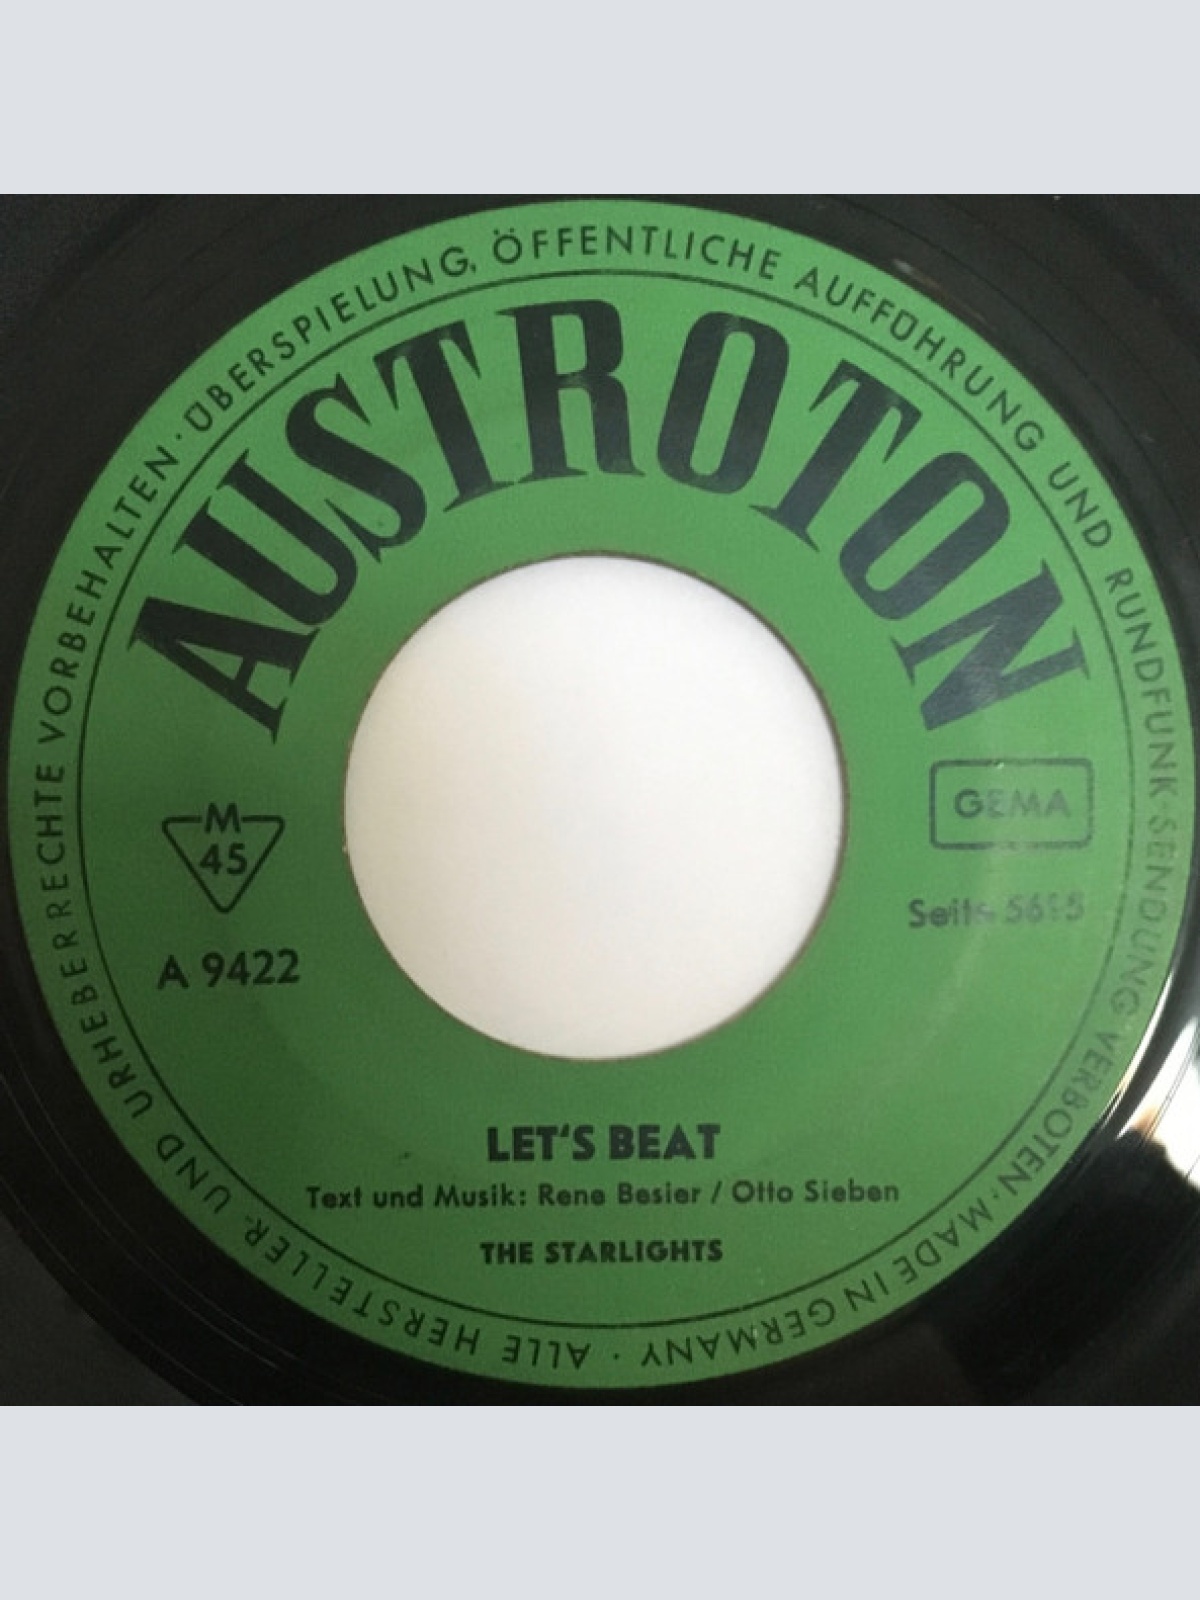 ALLE HERSTELLER- UND URHEBERRECHTE VORBEHALTEN · ÜBERSPIELUNG, ÖFFENTLICHE AUFFÜHRUNG UND RUNDFUNK-SENDUNG VERBOTEN · MADE IN GERMANY ·
AUSTROTON
M
45
GEMA
A 9422
Seite
LET'S BEAT
Text und Musik: Rene Besier / Otto Sieben
THE STARLIGHTS